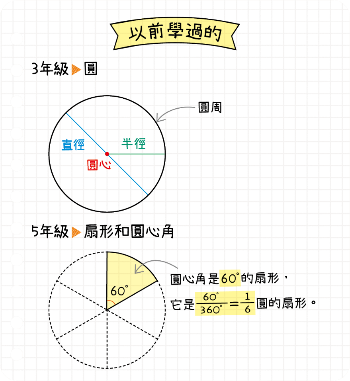 以前學過的
3年級▶圓
圓周
直徑
半徑
圓心
5年級▶扇形和圓心角
60°
圓心角是60°的扇形，
它是60°/360°=1/6圓的扇形。